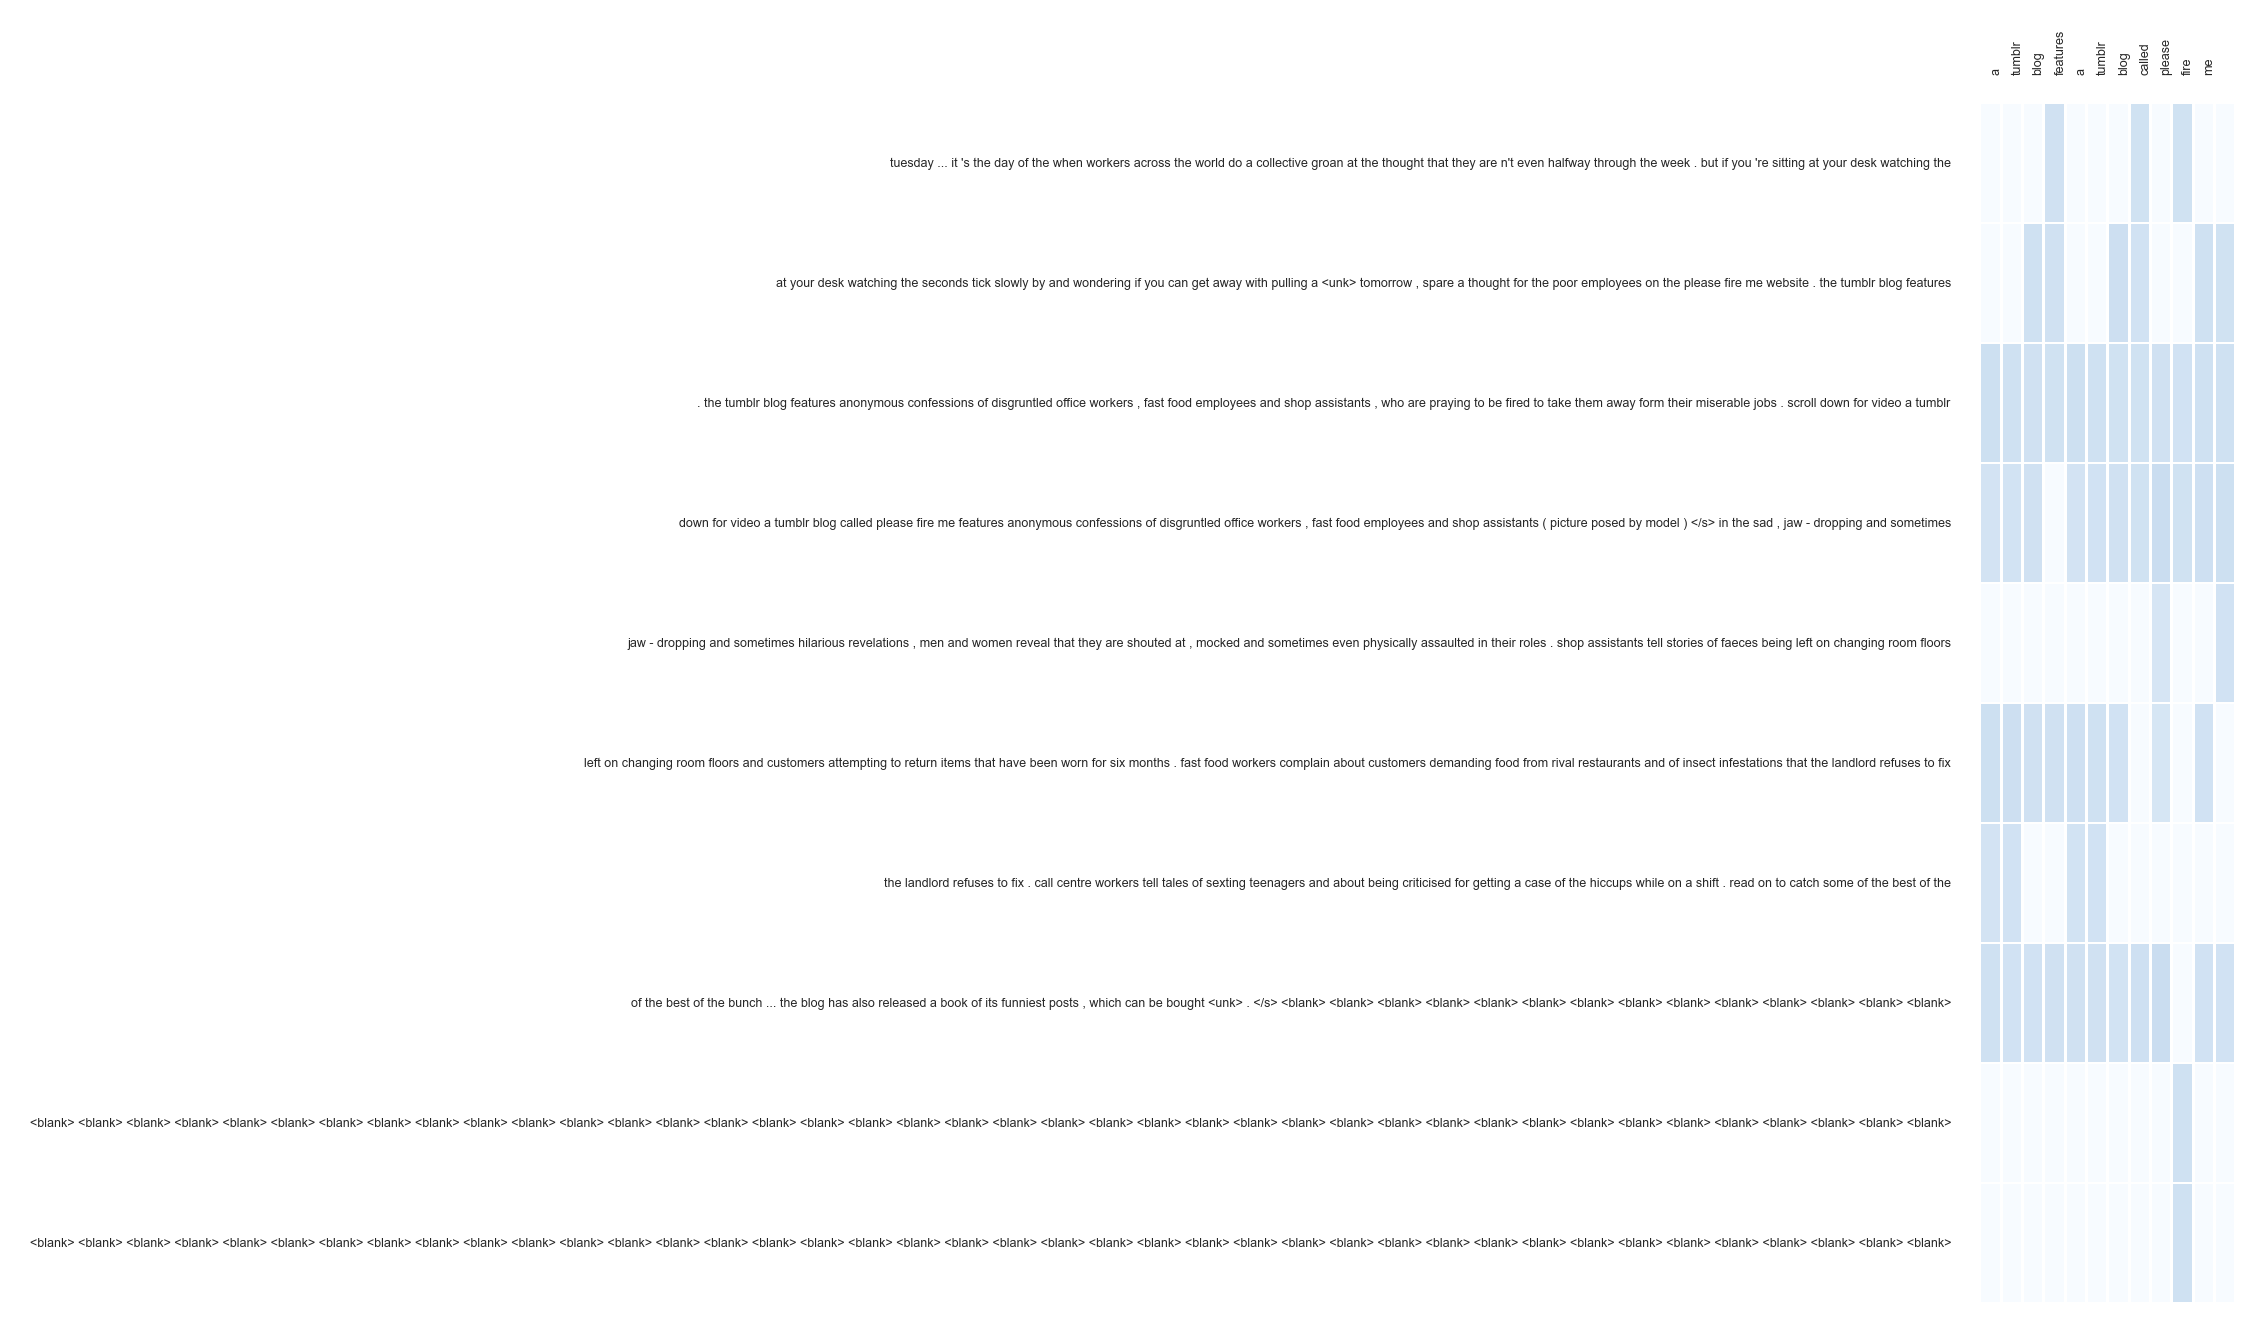 a
tumblr
blog
features
a
tumblr
blog
called
please
fire
me
tuesday ... it 's the day of the when workers across the world do a collective groan at the thought that they are n't even halfway through the week . but if you 're sitting at your desk watching the
at your desk watching the seconds tick slowly by and wondering if you can get away with pulling a <unk> tomorrow , spare a thought for the poor employees on the please fire me website . the tumblr blog features
. the tumblr blog features anonymous confessions of disgruntled office workers , fast food employees and shop assistants , who are praying to be fired to take them away form their miserable jobs . scroll down for video a tumblr
down for video a tumblr blog called please fire me features anonymous confessions of disgruntled office workers , fast food employees and shop assistants ( picture posed by model ) </s> in the sad , jaw - dropping and sometimes
jaw - dropping and sometimes hilarious revelations , men and women reveal that they are shouted at , mocked and sometimes even physically assaulted in their roles . shop assistants tell stories of faeces being left on changing room floors
left on changing room floors and customers attempting to return items that have been worn for six months . fast food workers complain about customers demanding food from rival restaurants and of insect infestations that the landlord refuses to fix
the landlord refuses to fix . call centre workers tell tales of sexting teenagers and about being criticised for getting a case of the hiccups while on a shift . read on to catch some of the best of the
of the best of the bunch ... the blog has also released a book of its funniest posts , which can be bought <unk> . </s> <blank> <blank> <blank> <blank> <blank> <blank> <blank> <blank> <blank> <blank> <blank> <blank> <blank> <blank>
<blank> <blank> <blank> <blank> <blank> <blank> <blank> <blank> <blank> <blank> <blank> <blank> <blank> <blank> <blank> <blank> <blank> <blank> <blank> <blank> <blank> <blank> <blank> <blank> <blank> <blank> <blank> <blank> <blank> <blank> <blank> <blank> <blank> <blank> <blank> <blank> <blank> <blank> <blank> <blank>
<blank> <blank> <blank> <blank> <blank> <blank> <blank> <blank> <blank> <blank> <blank> <blank> <blank> <blank> <blank> <blank> <blank> <blank> <blank> <blank> <blank> <blank> <blank> <blank> <blank> <blank> <blank> <blank> <blank> <blank> <blank> <blank> <blank> <blank> <blank> <blank> <blank> <blank> <blank> <blank>